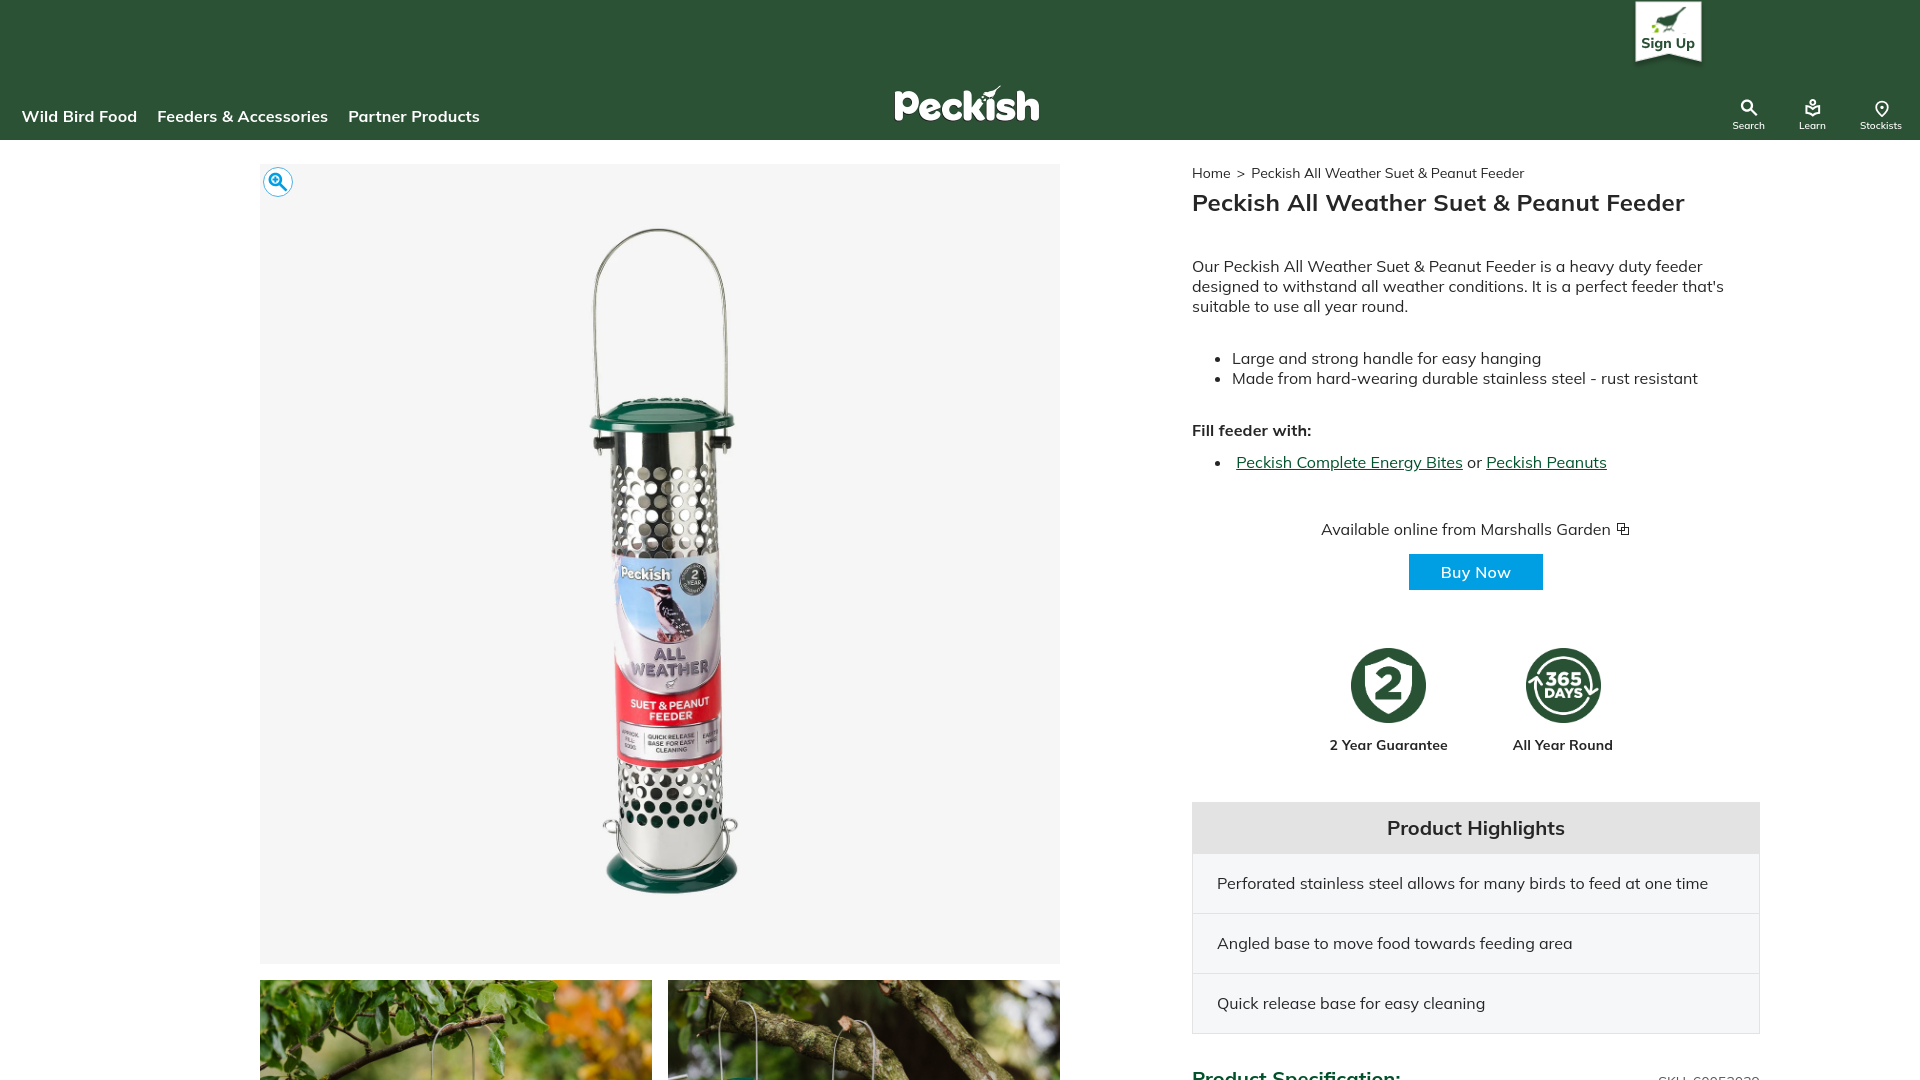 Sign Up
Wild Bird Food
Feeders & Accessories
Partner Products
Peckish
Search
Learn
Stockists
Home > Peckish All Weather Suet & Peanut Feeder
Peckish All Weather Suet & Peanut Feeder
Our Peckish All Weather Suet & Peanut Feeder is a heavy duty feeder
designed to withstand all weather conditions. It is a perfect feeder that's
suitable to use all year round.
Large and strong handle for easy hanging
Made from hard-wearing durable stainless steel - rust resistant
Fill feeder with:
Peckish Complete Energy Bites or Peckish Peanuts
Available online from Marshalls Garden
Buy Now
2
365
DAYS
2 Year Guarantee
All Year Round
Product Highlights
Perforated stainless steel allows for many birds to feed at one time
Angled base to move food towards feeding area
Quick release base for easy cleaning
Product Specification:
Peckish
2
YEAR
ALL
WEATHER
SUET & PEANUT
FEEDER
QUICK RELEASE
BASE FOR EASY
CLEANING